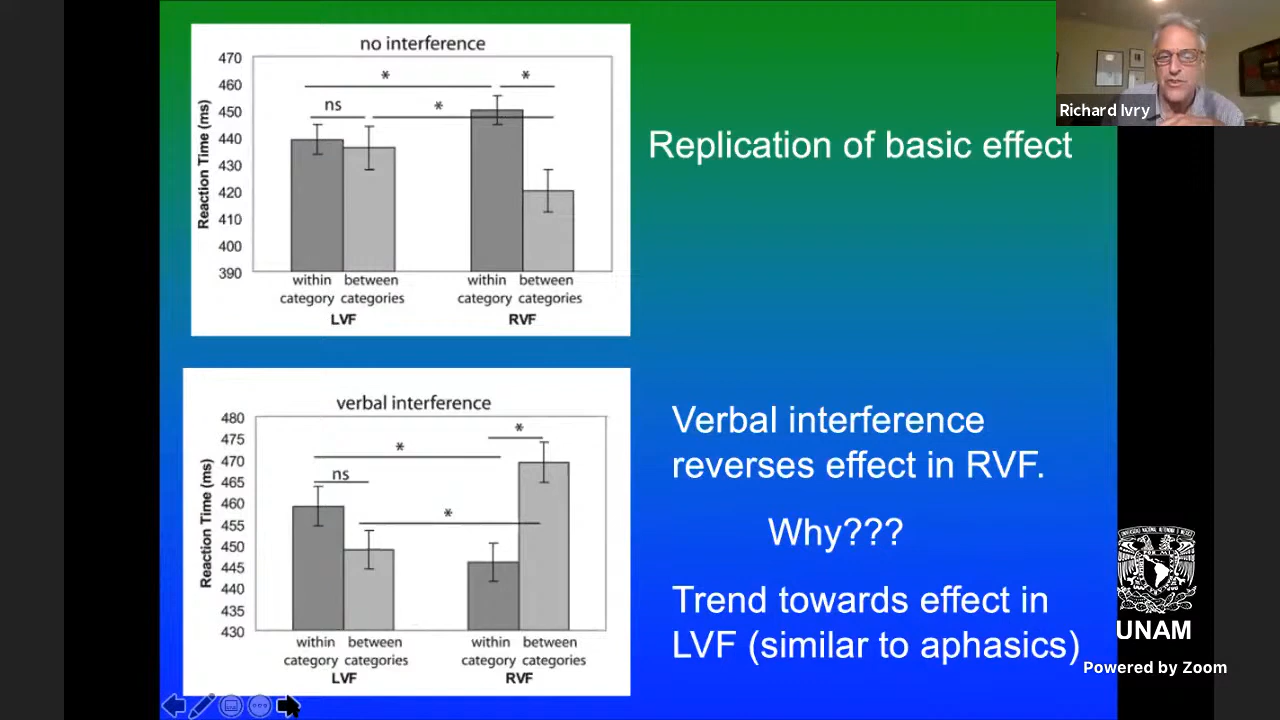 no interference
*
*
ns
*
Reaction Time (ms)
470
460
450
440
430
420
410
400
390
within category
between categories
within category
between categories
LVF
RVF
Replication of basic effect
Richard Ivry
verbal interference
*
*
ns
*
Reaction Time (ms)
480
475
470
465
460
455
450
445
440
435
430
within category
between categories
within category
between categories
LVF
RVF
Verbal interference
reverses effect in RVF.
Why???
Trend towards effect in
LVF (similar to aphasics)
UNAM
Powered by Zoom